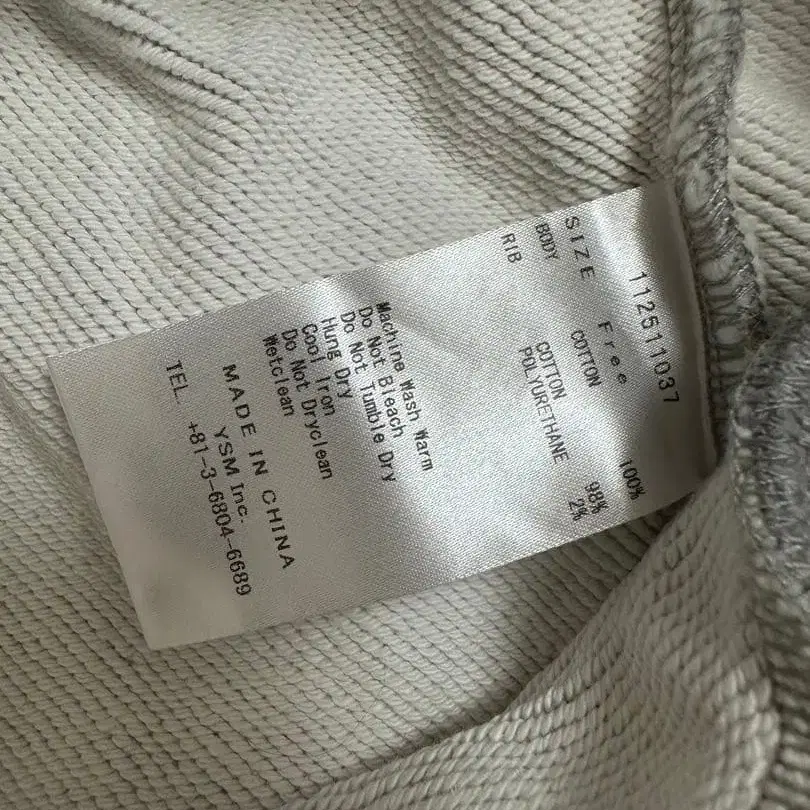 112511037
SIZE Free
BODY COTTON 100%
RIB COTTON 98%
POLYURETHANE 2%
Machine Wash Warm
Do Not Bleach
Do Not Tumble Dry
Hung Dry
Cool Iron
Do Not Dryclean
Wetclean
MADE IN CHINA
YSM Inc.
TEL. +81-3-6804-6689